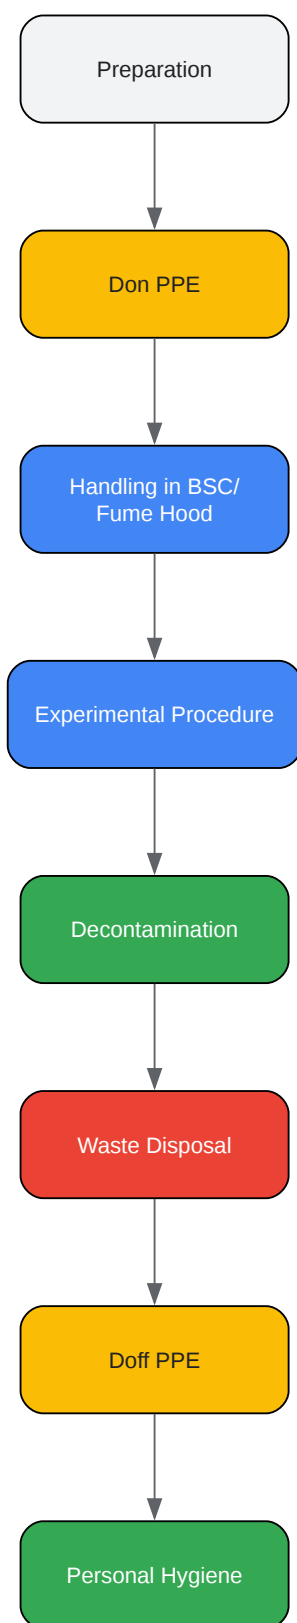 Preparation
Don PPE
Handling in BSC/
Fume Hood
Experimental Procedure
Decontamination
Waste Disposal
Doff PPE
Personal Hygiene